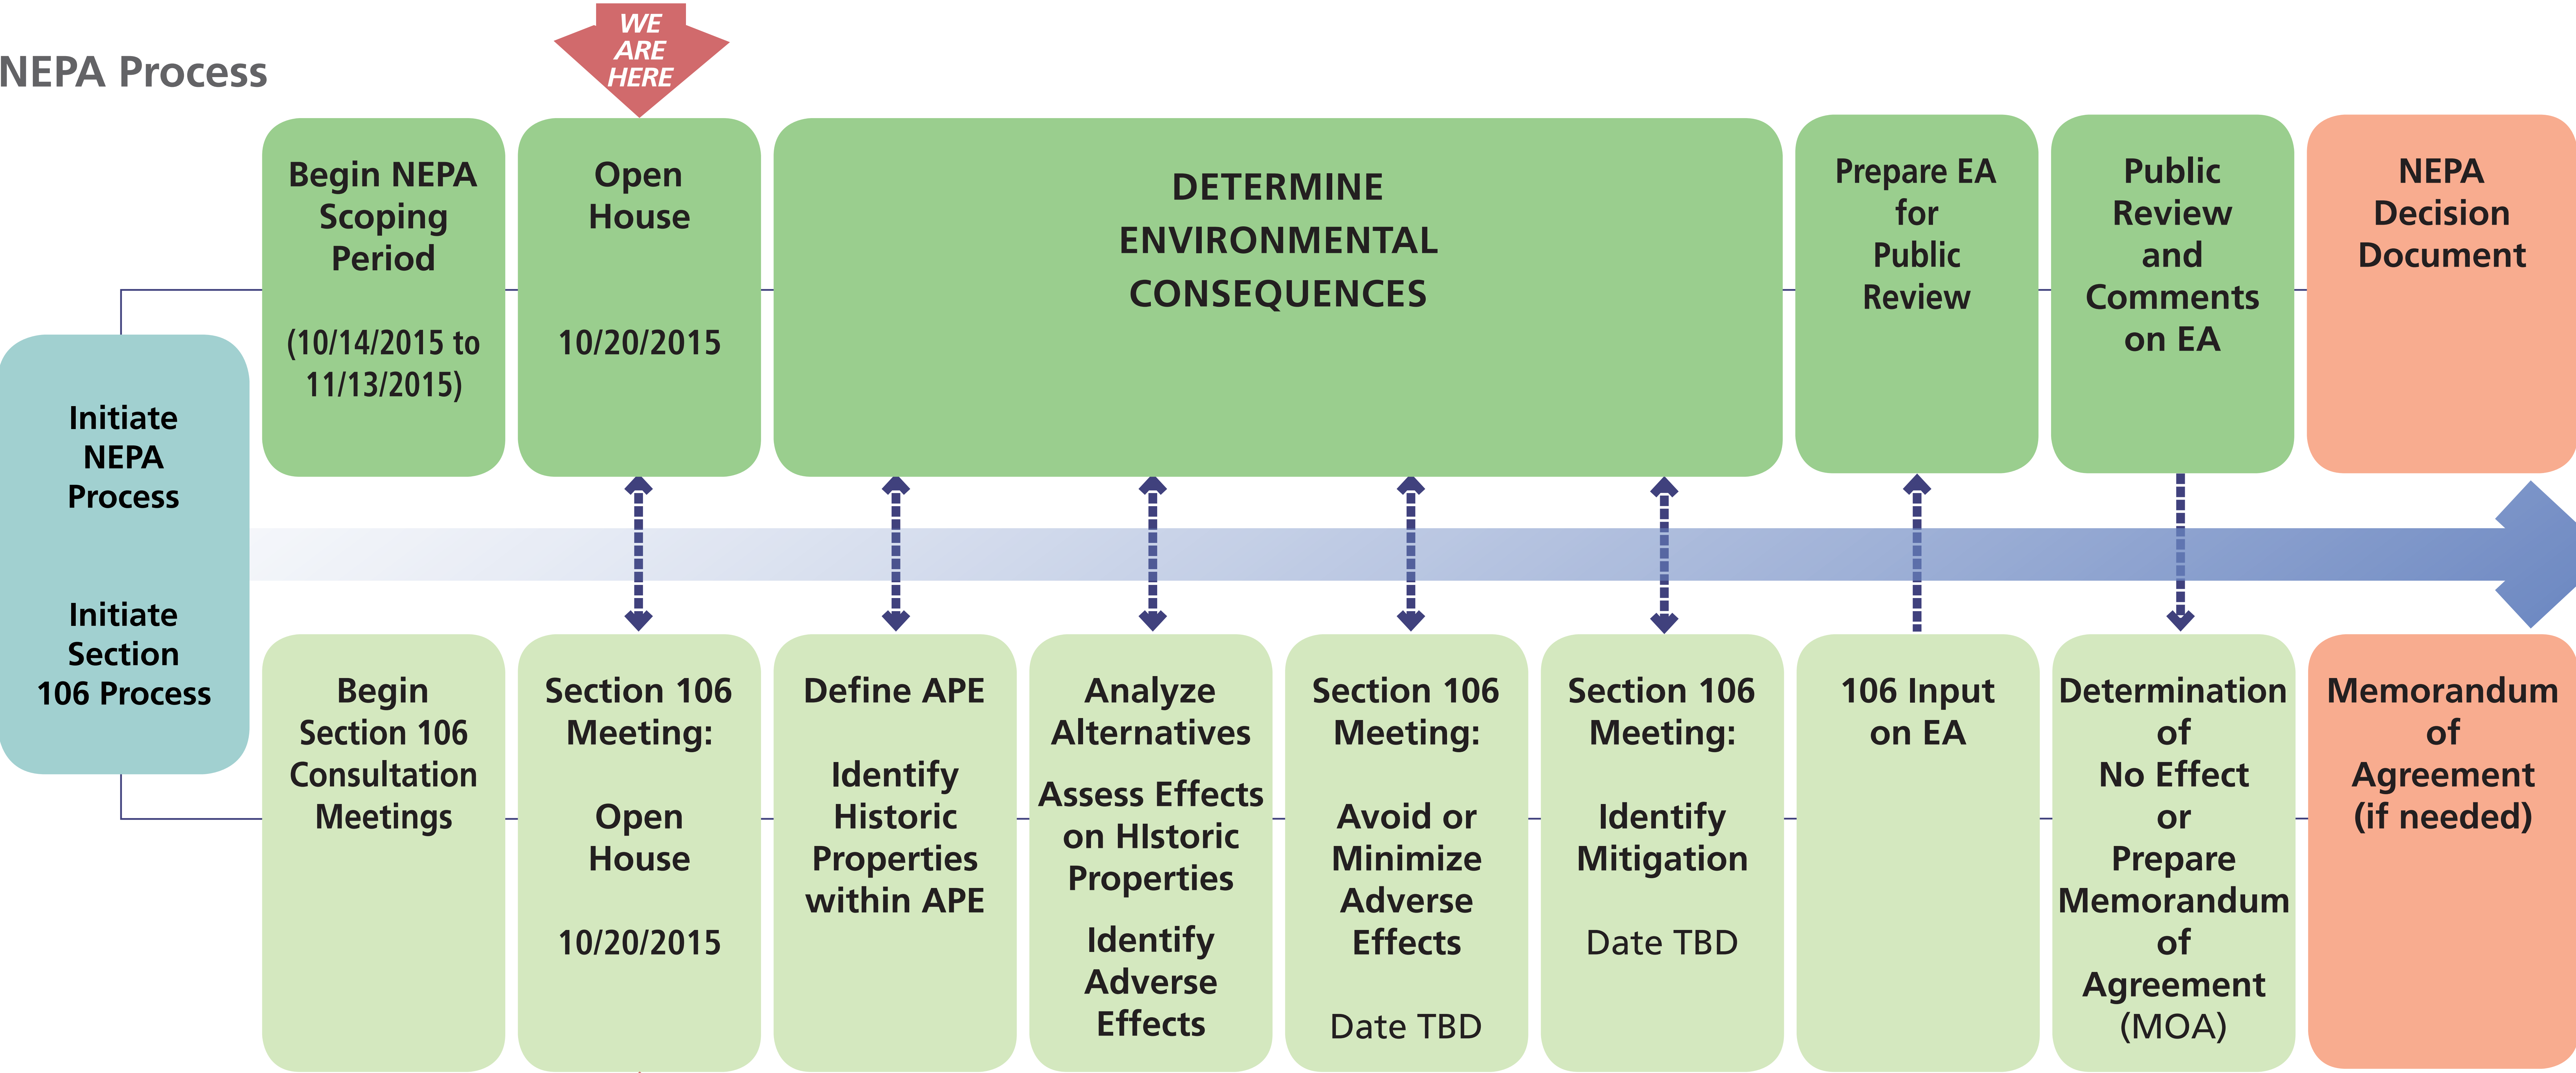 WE
ARE
HERE
NEPA Process
Begin NEPA
Scoping
Period
(10/14/2015 to
11/13/2015)
Open
House
10/20/2015
DETERMINE
ENVIRONMENTAL
CONSEQUENCES
Prepare EA
for
Public
Review
Public
Review
and
Comments
on EA
NEPA
Decision
Document
Initiate
NEPA
Process
Initiate
Section
106 Process
Begin
Section 106
Consultation
Meetings
Section 106
Meeting:
Open
House
10/20/2015
Define APE
Identify
Historic
Properties
within APE
Analyze
Alternatives
Assess Effects
on HIstoric
Properties
Identify
Adverse
Effects
Section 106
Meeting:
Avoid or
Minimize
Adverse
Effects
Date TBD
Section 106
Meeting:
Identify
Mitigation
Date TBD
106 Input
on EA
Determination
of
No Effect
or
Prepare
Memorandum
of
Agreement
(MOA)
Memorandum
of
Agreement
(if needed)